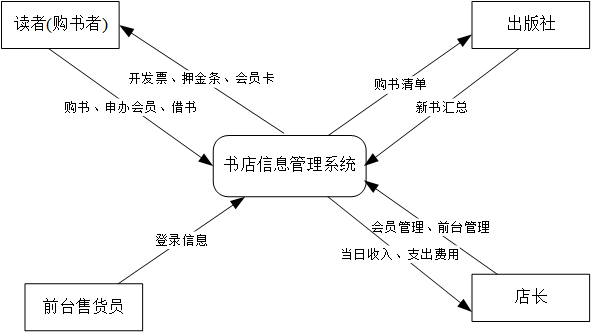 读者(购书者)
出版社
开发票、押金条、会员卡
购书清单
购书、申办会员、借书
新书汇总
书店信息管理系统
会员管理、前台管理
登录信息
当日收入、支出费用
前台售货员
店长